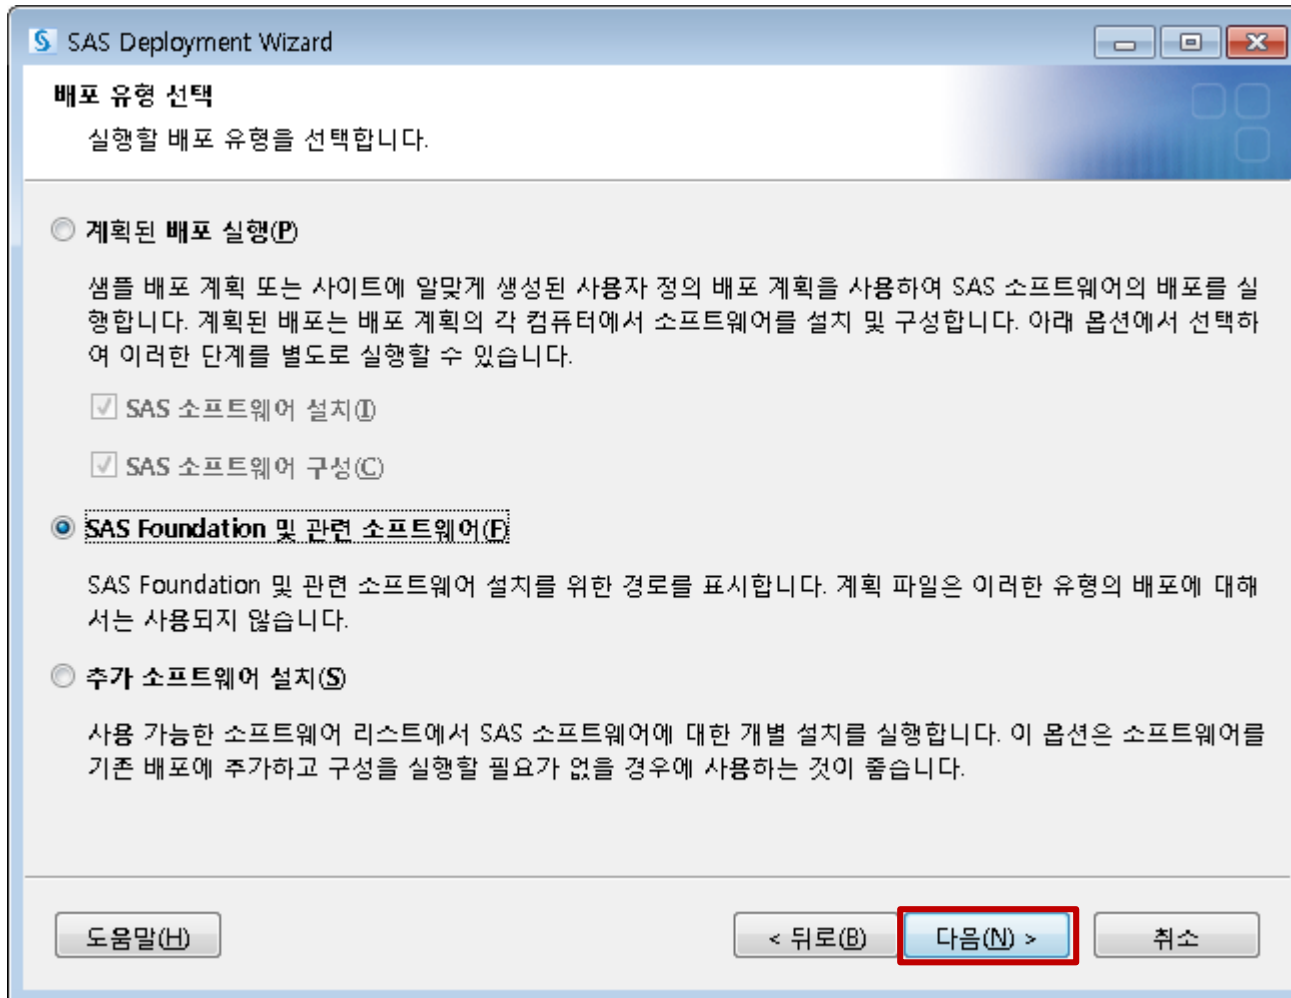 SAS Deployment Wizard
배포 유형 선택
실행할 배포 유형을 선택합니다.
계획된 배포 실행(P)
샘플 배포 계획 또는 사이트에 알맞게 생성된 사용자 정의 배포 계획을 사용하여 SAS 소프트웨어의 배포를 실
행합니다. 계획된 배포는 배포 계획의 각 컴퓨터에서 소프트웨어를 설치 및 구성합니다. 아래 옵션에서 선택하
여 이러한 단계를 별도로 실행할 수 있습니다.
SAS 소프트웨어 설치(I)
SAS 소프트웨어 구성(C)
SAS Foundation 및 관련 소프트웨어(F)
SAS Foundation 및 관련 소프트웨어 설치를 위한 경로를 표시합니다. 계획 파일은 이러한 유형의 배포에 대해
서는 사용되지 않습니다.
추가 소프트웨어 설치(S)
사용 가능한 소프트웨어 리스트에서 SAS 소프트웨어에 대한 개별 설치를 실행합니다. 이 옵션은 소프트웨어를
기존 배포에 추가하고 구성을 실행할 필요가 없을 경우에 사용하는 것이 좋습니다.
도움말(H)
< 뒤로(B)
다음(N) >
취소